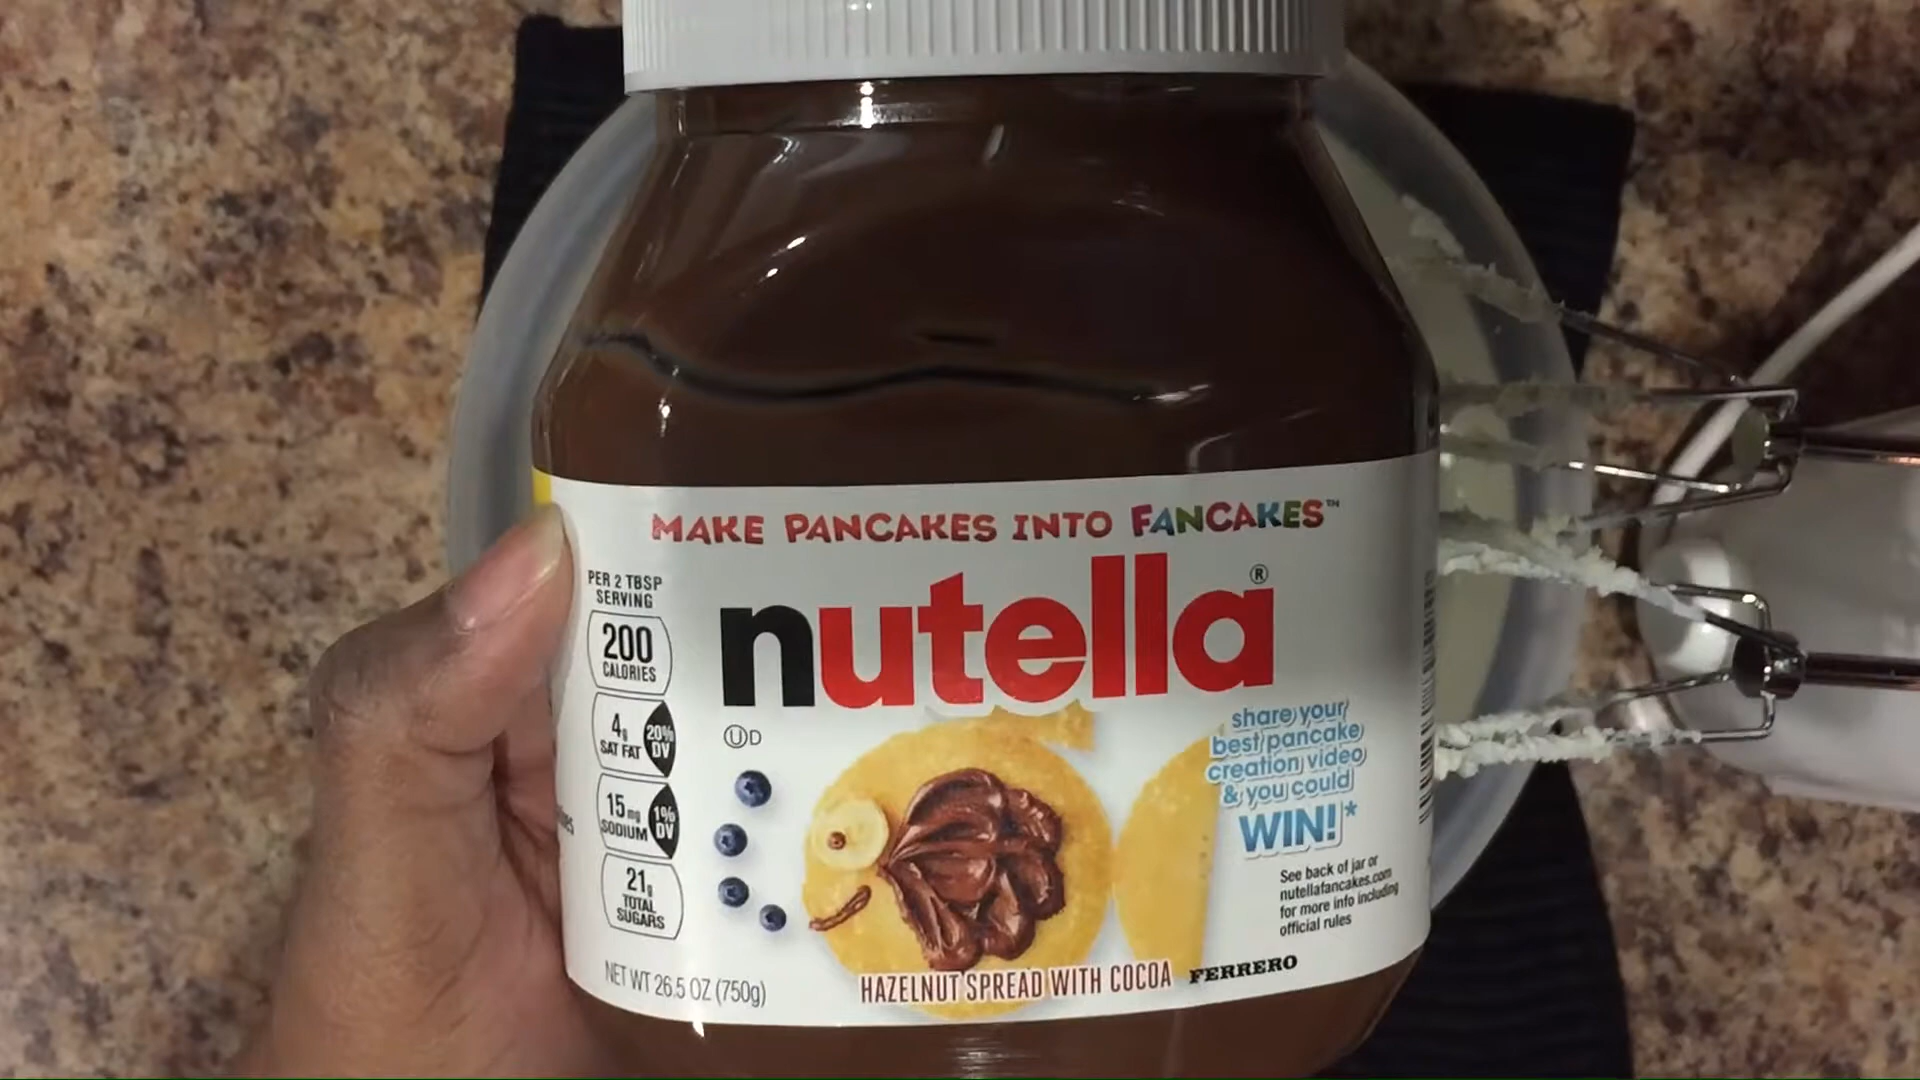 MAKE PANCAKES INTO FANCAKES™
nutella®
PER 2 TBSP
SERVING
200
CALORIES
4g
SAT FAT
20%
DV
15mg
SODIUM
1%
DV
21g
TOTAL
SUGARS
NET WT 26.5 OZ (750g)
UD
share your
best pancake
creation video
& you could
WIN!*
See back of jar or
nutellafancakes.com
for more info including
official rules
HAZELNUT SPREAD WITH COCOA
FERRERO